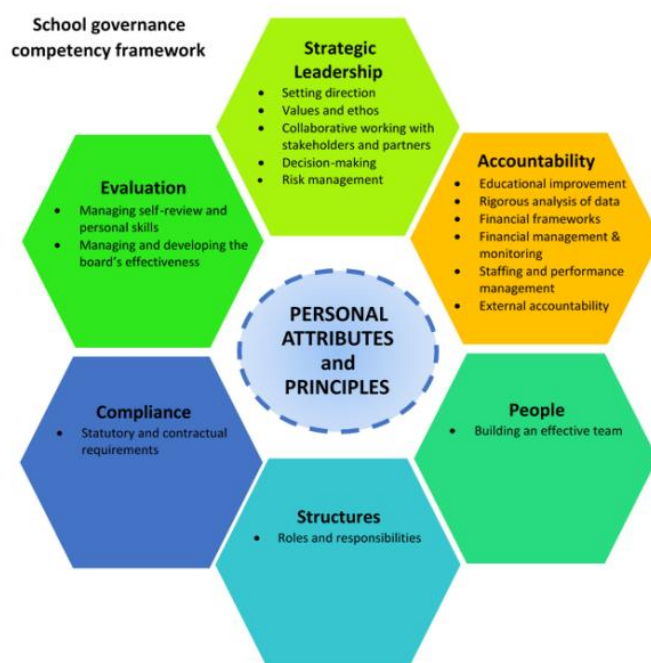 School governance
competency framework
Strategic
Leadership
• Setting direction
• Values and ethos
• Collaborative working with
stakeholders and partners
• Decision-making
• Risk management
Accountability
• Educational improvement
• Rigorous analysis of data
• Financial frameworks
• Financial management &
monitoring
• Staffing and performance
management
• External accountability
People
• Building an effective team
Structures
• Roles and responsibilities
Compliance
• Statutory and contractual
requirements
Evaluation
• Managing self-review and
personal skills
• Managing and developing the
board's effectiveness
PERSONAL
ATTRIBUTES
and
PRINCIPLES